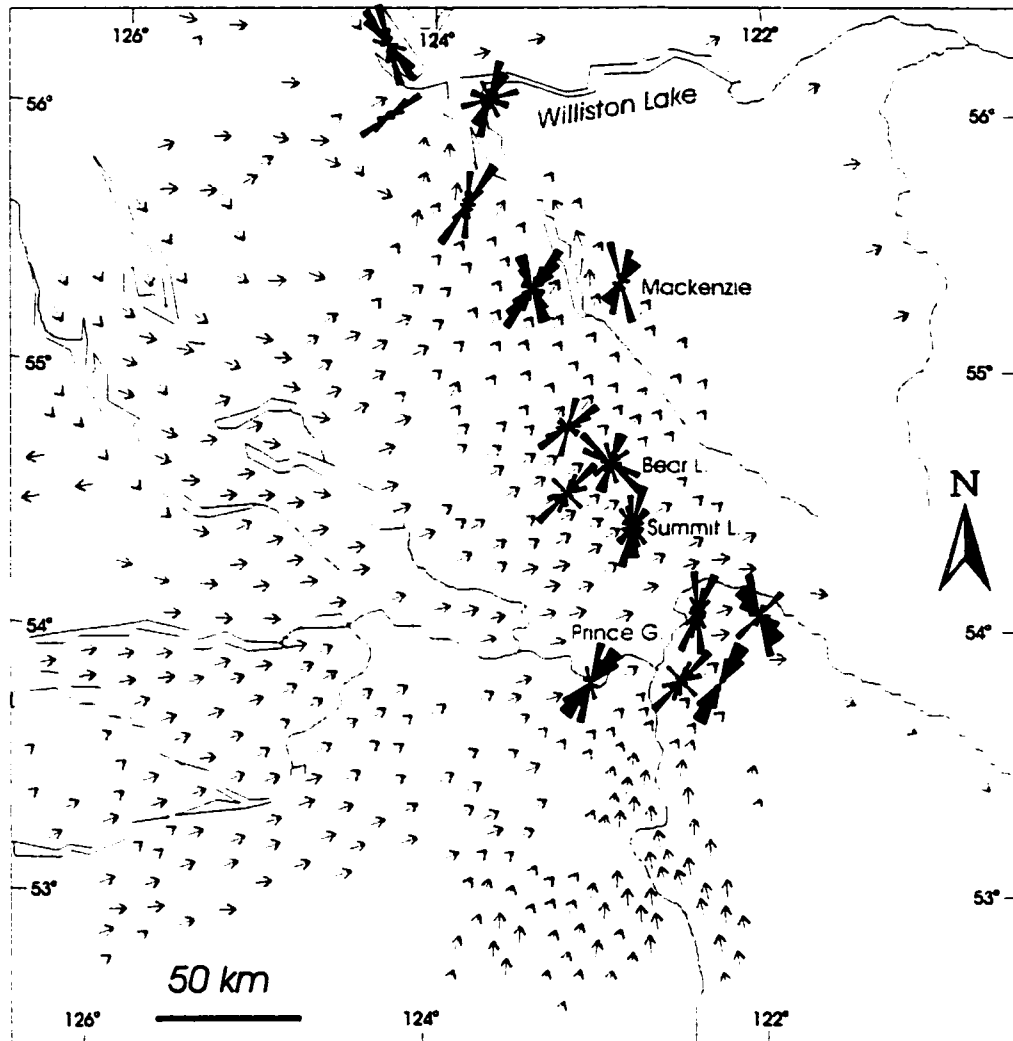 126° 124° 122°
56° 56°
Williston Lake
Mackenzie
55° 55°
Bear L.
Summit L.
N
54° 54°
Prince G.
53° 53°
50 km
126° 124° 122°